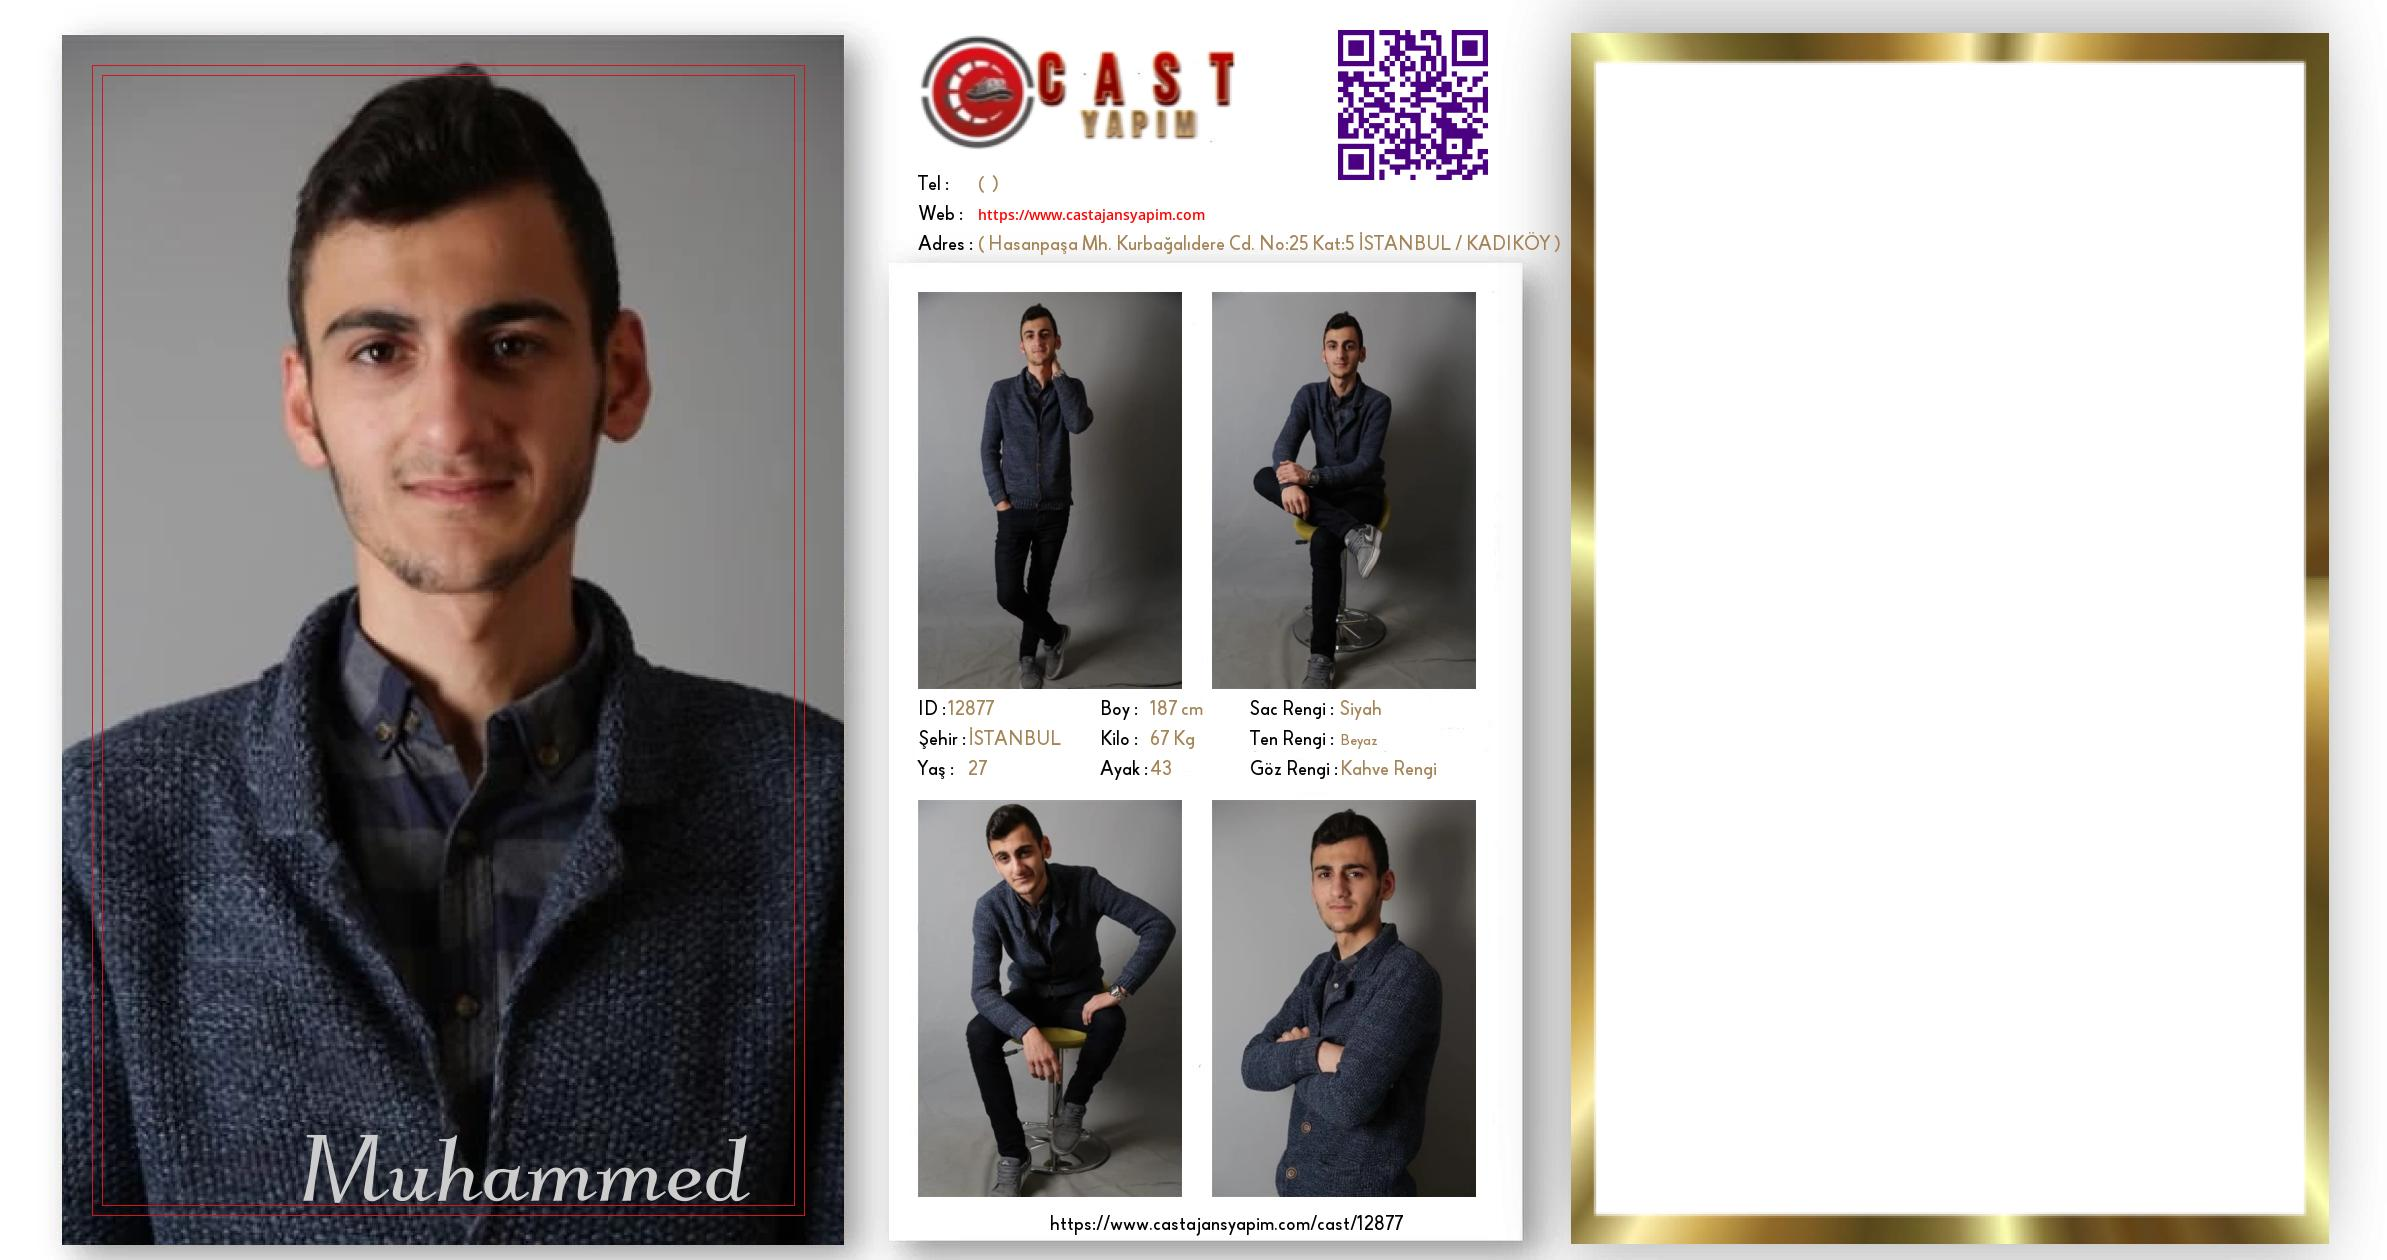 Muhammed
CAST
YAPIM
Tel : ( )
Web : https://www.castajansyapim.com
Adres : ( Hasanpaşa Mh. Kurbağalıdere Cd. No:25 Kat:5 İSTANBUL / KADIKÖY )
ID : 12877 Boy : 187 cm Sac Rengi : Siyah
Şehir : İSTANBUL Kilo : 67 Kg Ten Rengi : Beyaz
Yaş : 27 Ayak : 43 Göz Rengi : Kahve Rengi
https://www.castajansyapim.com/cast/12877